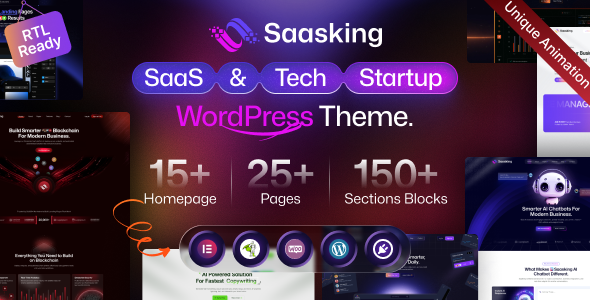 RTL
Ready
Saasking
Unique Animation
SaaS & Tech Startup
WordPress Theme.
15+
Homepage
25+
Pages
150+
Sections Blocks
Build Smarter
Blockchain
For Modern Business.
Everything You Need to Build
on Blockchain
woo
AI Powered Solution
For Fastest Copywriting
Saasking
Smarter AI Chatbots For
Modern Business.
What Makes Saasking AI
Chatbot Different.